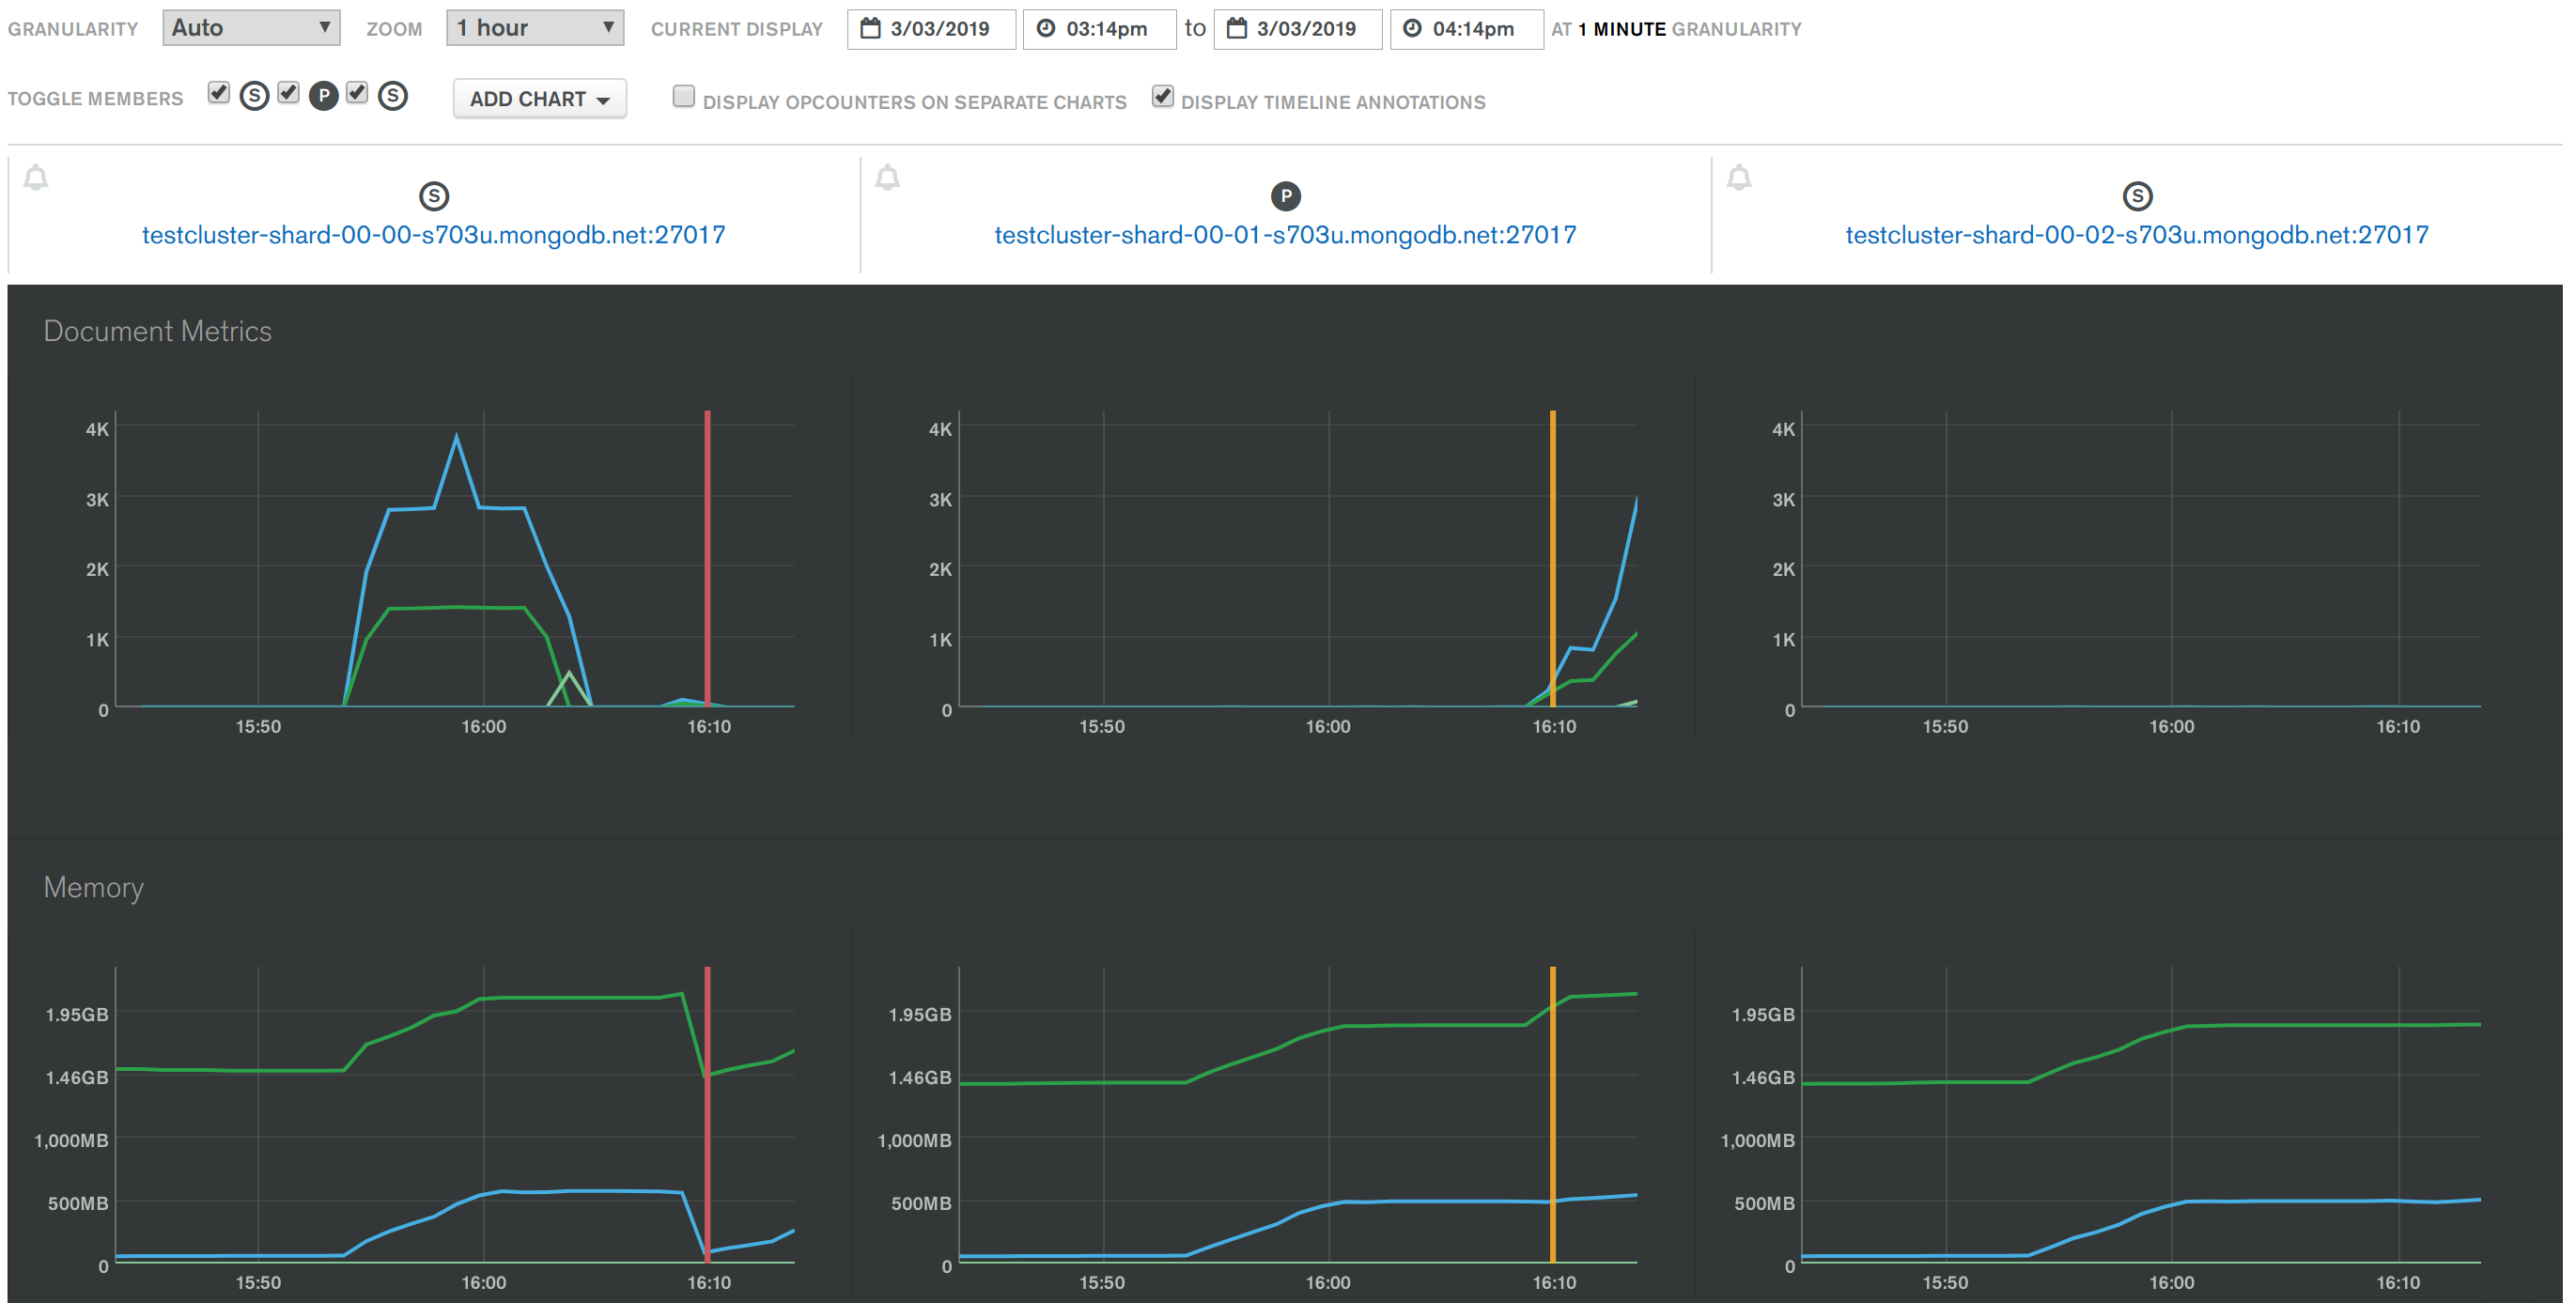 GRANULARITY Auto ZOOM 1 hour CURRENT DISPLAY 3/03/2019 03:14pm to 3/03/2019 04:14pm AT 1 MINUTE GRANULARITY
TOGGLE MEMBERS S P S ADD CHART DISPLAY OPCOUNTERS ON SEPARATE CHARTS DISPLAY TIMELINE ANNOTATIONS
S
testcluster-shard-00-00-s703u.mongodb.net:27017
P
testcluster-shard-00-01-s703u.mongodb.net:27017
S
testcluster-shard-00-02-s703u.mongodb.net:27017
Document Metrics
4K
3K
2K
1K
0
15:50 16:00 16:10
4K
3K
2K
1K
0
15:50 16:00 16:10
4K
3K
2K
1K
0
15:50 16:00 16:10
Memory
1.95GB
1.46GB
1,000MB
500MB
0
15:50 16:00 16:10
1.95GB
1.46GB
1,000MB
500MB
0
15:50 16:00 16:10
1.95GB
1.46GB
1,000MB
500MB
0
15:50 16:00 16:10